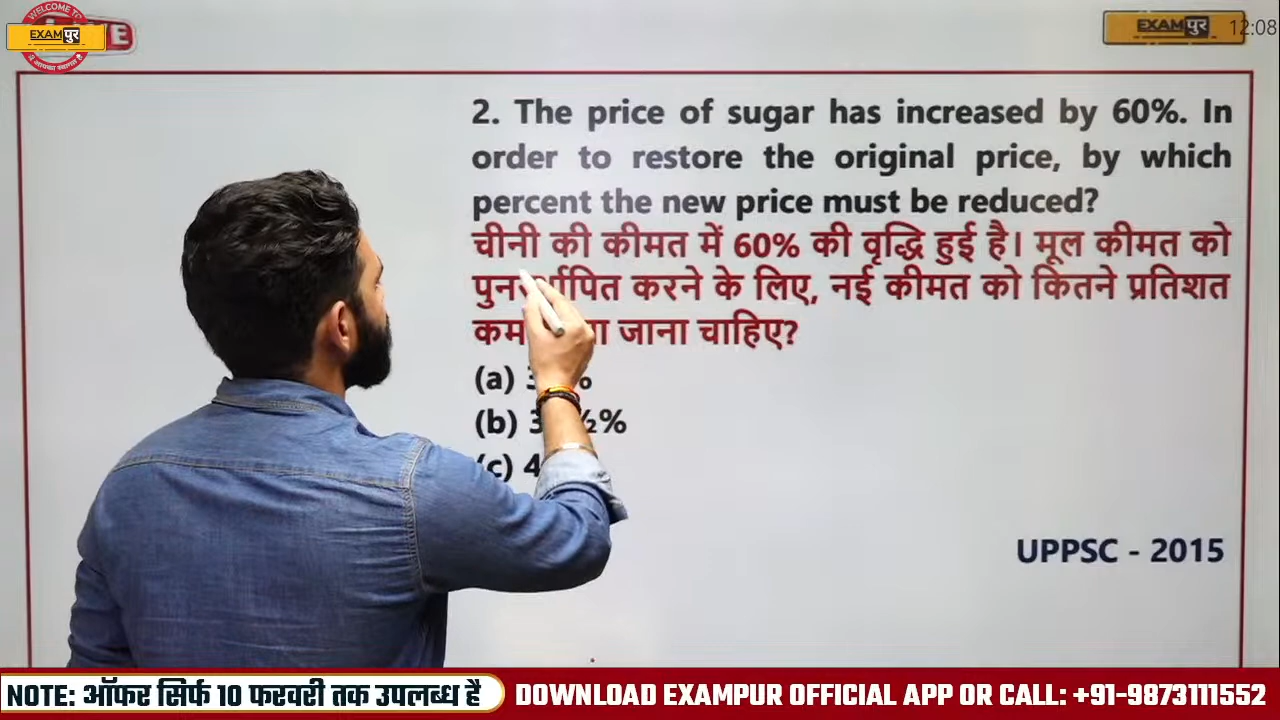 WELCOME TO
EXAMपुर
EXAMपुर
12:08
2. The price of sugar has increased by 60%. In
order to restore the original price, by which
percent the new price must be reduced?
चीनी की कीमत में 60% की वृद्धि हुई है। मूल कीमत को
करने के लिए, नई कीमत को कितने प्रतिशत
जाना चाहिए?
(a)
(b)
(c)
UPPSC - 2015
NOTE: ऑफर सिर्फ 10 फरवरी तक उपलब्ध है
DOWNLOAD EXAMPUR OFFICIAL APP OR CALL: +91-9873111552